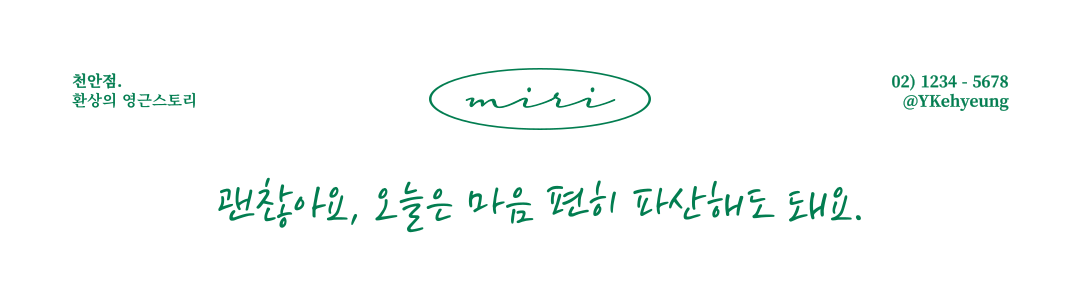 천안점.
환상의 영근스토리
miri
02) 1234 - 5678
@YKehyeung
괜찮아요, 오늘은 마음 편히 파산해도 돼요.